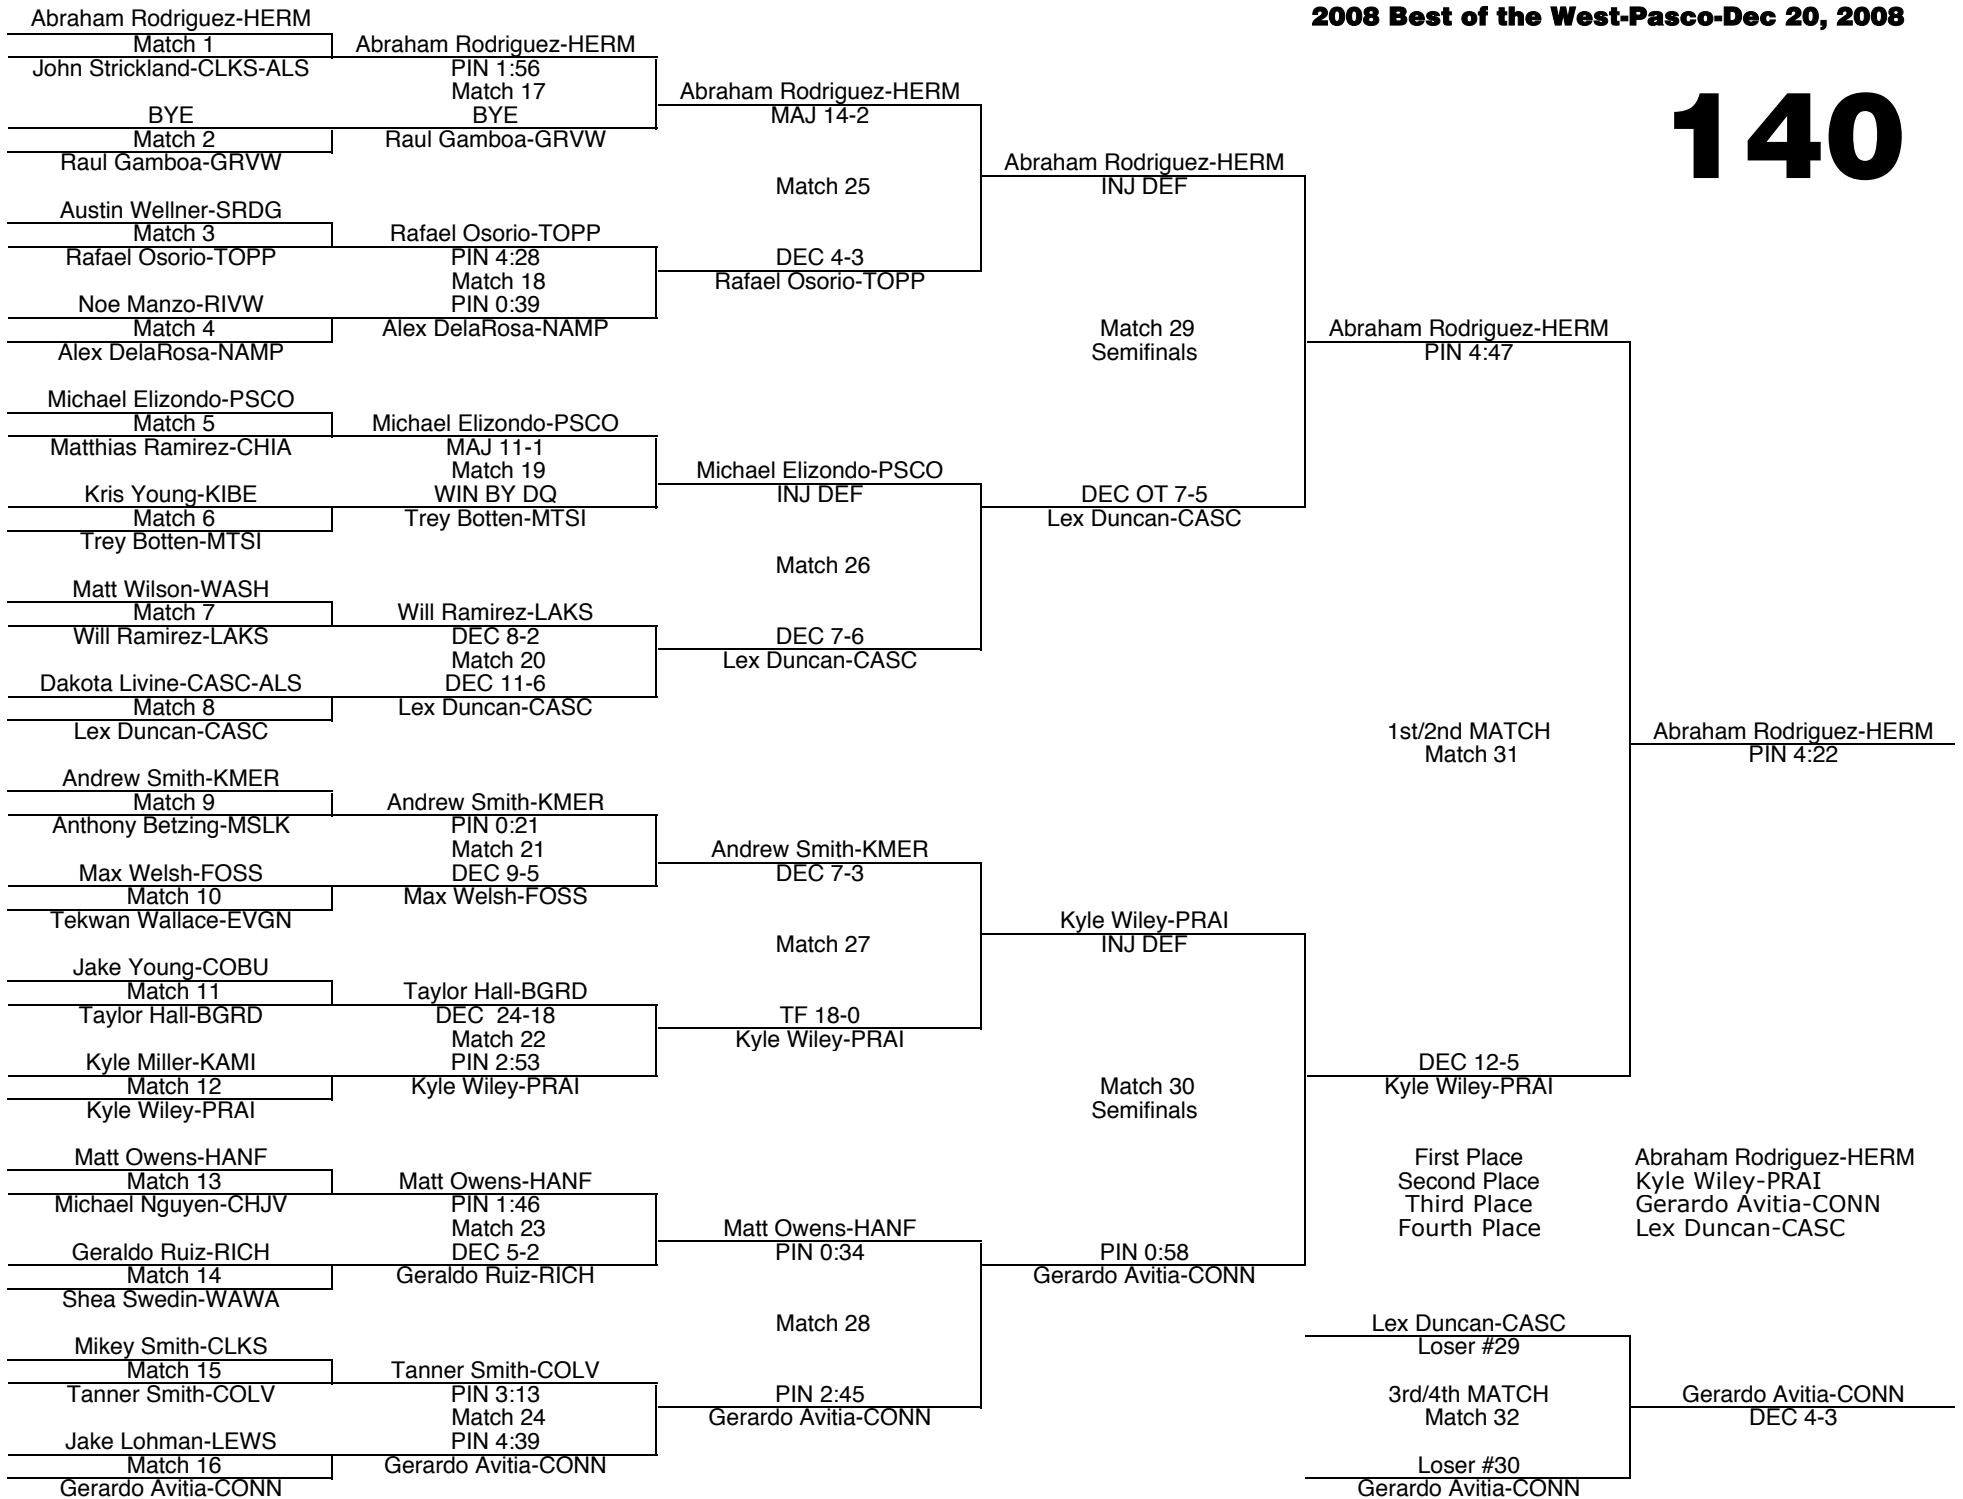 2008 Best of the West-Pasco-Dec 20, 2008
140
Abraham Rodriguez-HERM
Match 1
John Strickland-CLKS-ALS
BYE
Match 2
Raul Gamboa-GRVW
Austin Wellner-SRDG
Match 3
Rafael Osorio-TOPP
Noe Manzo-RIVW
Match 4
Alex DelaRosa-NAMP
Michael Elizondo-PSCO
Match 5
Matthias Ramirez-CHIA
Kris Young-KIBE
Match 6
Trey Botten-MTSI
Matt Wilson-WASH
Match 7
Will Ramirez-LAKS
Dakota Livine-CASC-ALS
Match 8
Lex Duncan-CASC
Andrew Smith-KMER
Match 9
Anthony Betzing-MSLK
Max Welsh-FOSS
Match 10
Tekwan Wallace-EVGN
Jake Young-COBU
Match 11
Taylor Hall-BGRD
Kyle Miller-KAMI
Match 12
Kyle Wiley-PRAI
Matt Owens-HANF
Match 13
Michael Nguyen-CHJV
Geraldo Ruiz-RICH
Match 14
Shea Swedin-WAWA
Mikey Smith-CLKS
Match 15
Tanner Smith-COLV
Jake Lohman-LEWS
Match 16
Gerardo Avitia-CONN
Abraham Rodriguez-HERM
PIN 1:56
Match 17
BYE
Raul Gamboa-GRVW
Rafael Osorio-TOPP
PIN 4:28
Match 18
PIN 0:39
Alex DelaRosa-NAMP
Michael Elizondo-PSCO
MAJ 11-1
Match 19
WIN BY DQ
Trey Botten-MTSI
Will Ramirez-LAKS
DEC 8-2
Match 20
DEC 11-6
Lex Duncan-CASC
Andrew Smith-KMER
PIN 0:21
Match 21
DEC 9-5
Max Welsh-FOSS
Taylor Hall-BGRD
DEC 24-18
Match 22
PIN 2:53
Kyle Wiley-PRAI
Matt Owens-HANF
PIN 1:46
Match 23
DEC 5-2
Geraldo Ruiz-RICH
Tanner Smith-COLV
PIN 3:13
Match 24
PIN 4:39
Gerardo Avitia-CONN
Abraham Rodriguez-HERM
MAJ 14-2
Match 25
DEC 4-3
Rafael Osorio-TOPP
Michael Elizondo-PSCO
INJ DEF
Match 26
DEC 7-6
Lex Duncan-CASC
Andrew Smith-KMER
DEC 7-3
Match 27
TF 18-0
Kyle Wiley-PRAI
Matt Owens-HANF
PIN 0:34
Match 28
PIN 2:45
Gerardo Avitia-CONN
Abraham Rodriguez-HERM
INJ DEF
Match 29
Semifinals
DEC OT 7-5
Lex Duncan-CASC
Kyle Wiley-PRAI
INJ DEF
Match 30
Semifinals
PIN 0:58
Gerardo Avitia-CONN
Abraham Rodriguez-HERM
PIN 4:47
1st/2nd MATCH
Match 31
DEC 12-5
Kyle Wiley-PRAI
Abraham Rodriguez-HERM
PIN 4:22
First Place Abraham Rodriguez-HERM
Second Place Kyle Wiley-PRAI
Third Place Gerardo Avitia-CONN
Fourth Place Lex Duncan-CASC
Lex Duncan-CASC
Loser #29
3rd/4th MATCH
Match 32
Loser #30
Gerardo Avitia-CONN
Gerardo Avitia-CONN
DEC 4-3